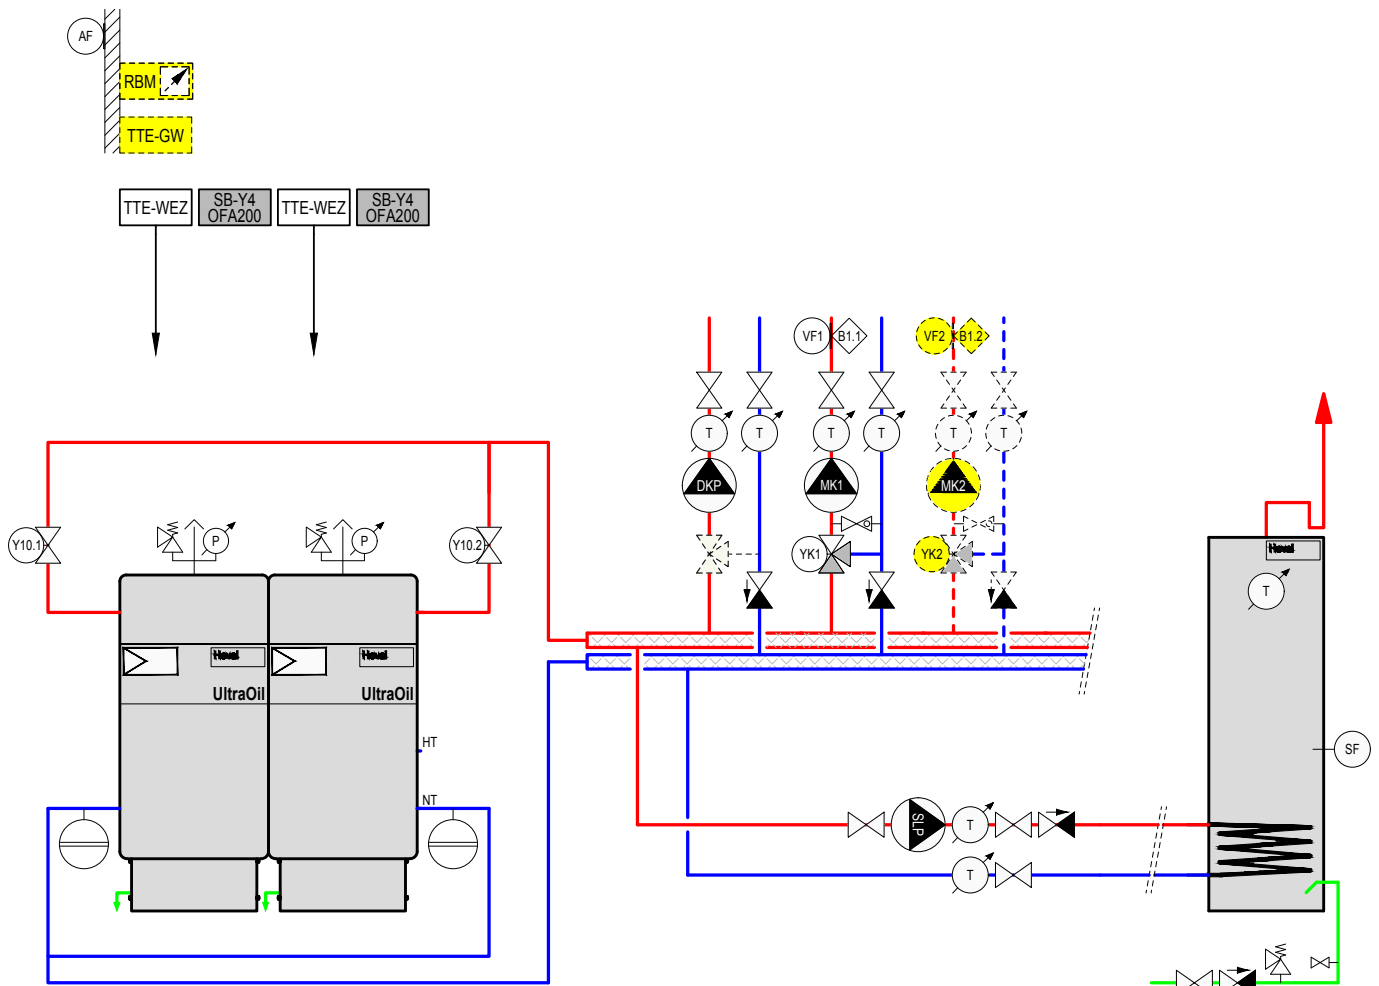 AF
RBM
TTE-GW
TTE-WEZ
SB-Y4
OFA200
TTE-WEZ
SB-Y4
OFA200
VF1
B1.1
VF2
B1.2
T
T
T
T
T
T
DKP
MK1
MK2
Y10.1
P
P
Y10.2
YK1
YK2
Hoval
T
Hoval
Hoval
UltraOil
UltraOil
HT
SF
NT
SLP
T
T